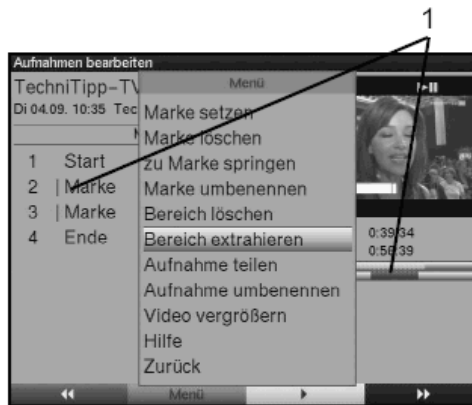 1
Aufnahmen bearbeiten
TechniTipp-TV
Di 04.09. 10:35 Tec
Menü
Marke setzen
Marke löschen
zu Marke springen
Marke umbenennen
Bereich löschen
Bereich extrahieren
Aufnahme teilen
Aufnahme umbenennen
Video vergrößern
Hilfe
Zurück
1 Start
2 | Marke
3 | Marke
4 Ende
0:39:34
0:56:39
Menü